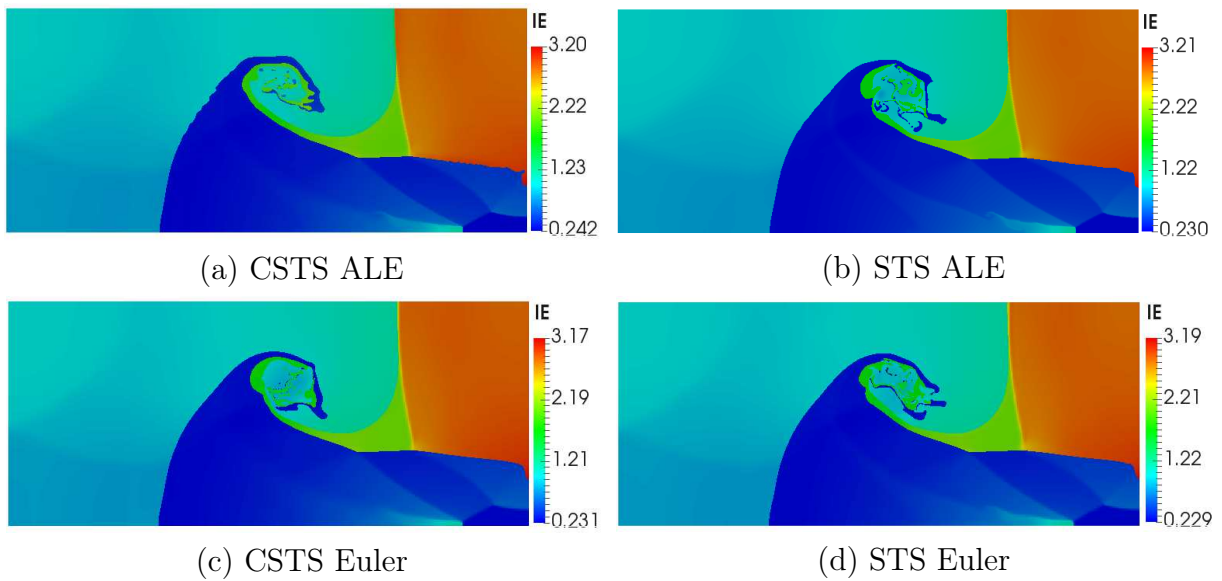 IE
3.20
2.22
1.23
0.242
(a) CSTS ALE
IE
3.21
2.22
1.22
0.230
(b) STS ALE
IE
3.17
2.19
1.21
0.231
(c) CSTS Euler
IE
3.19
2.21
1.22
0.229
(d) STS Euler